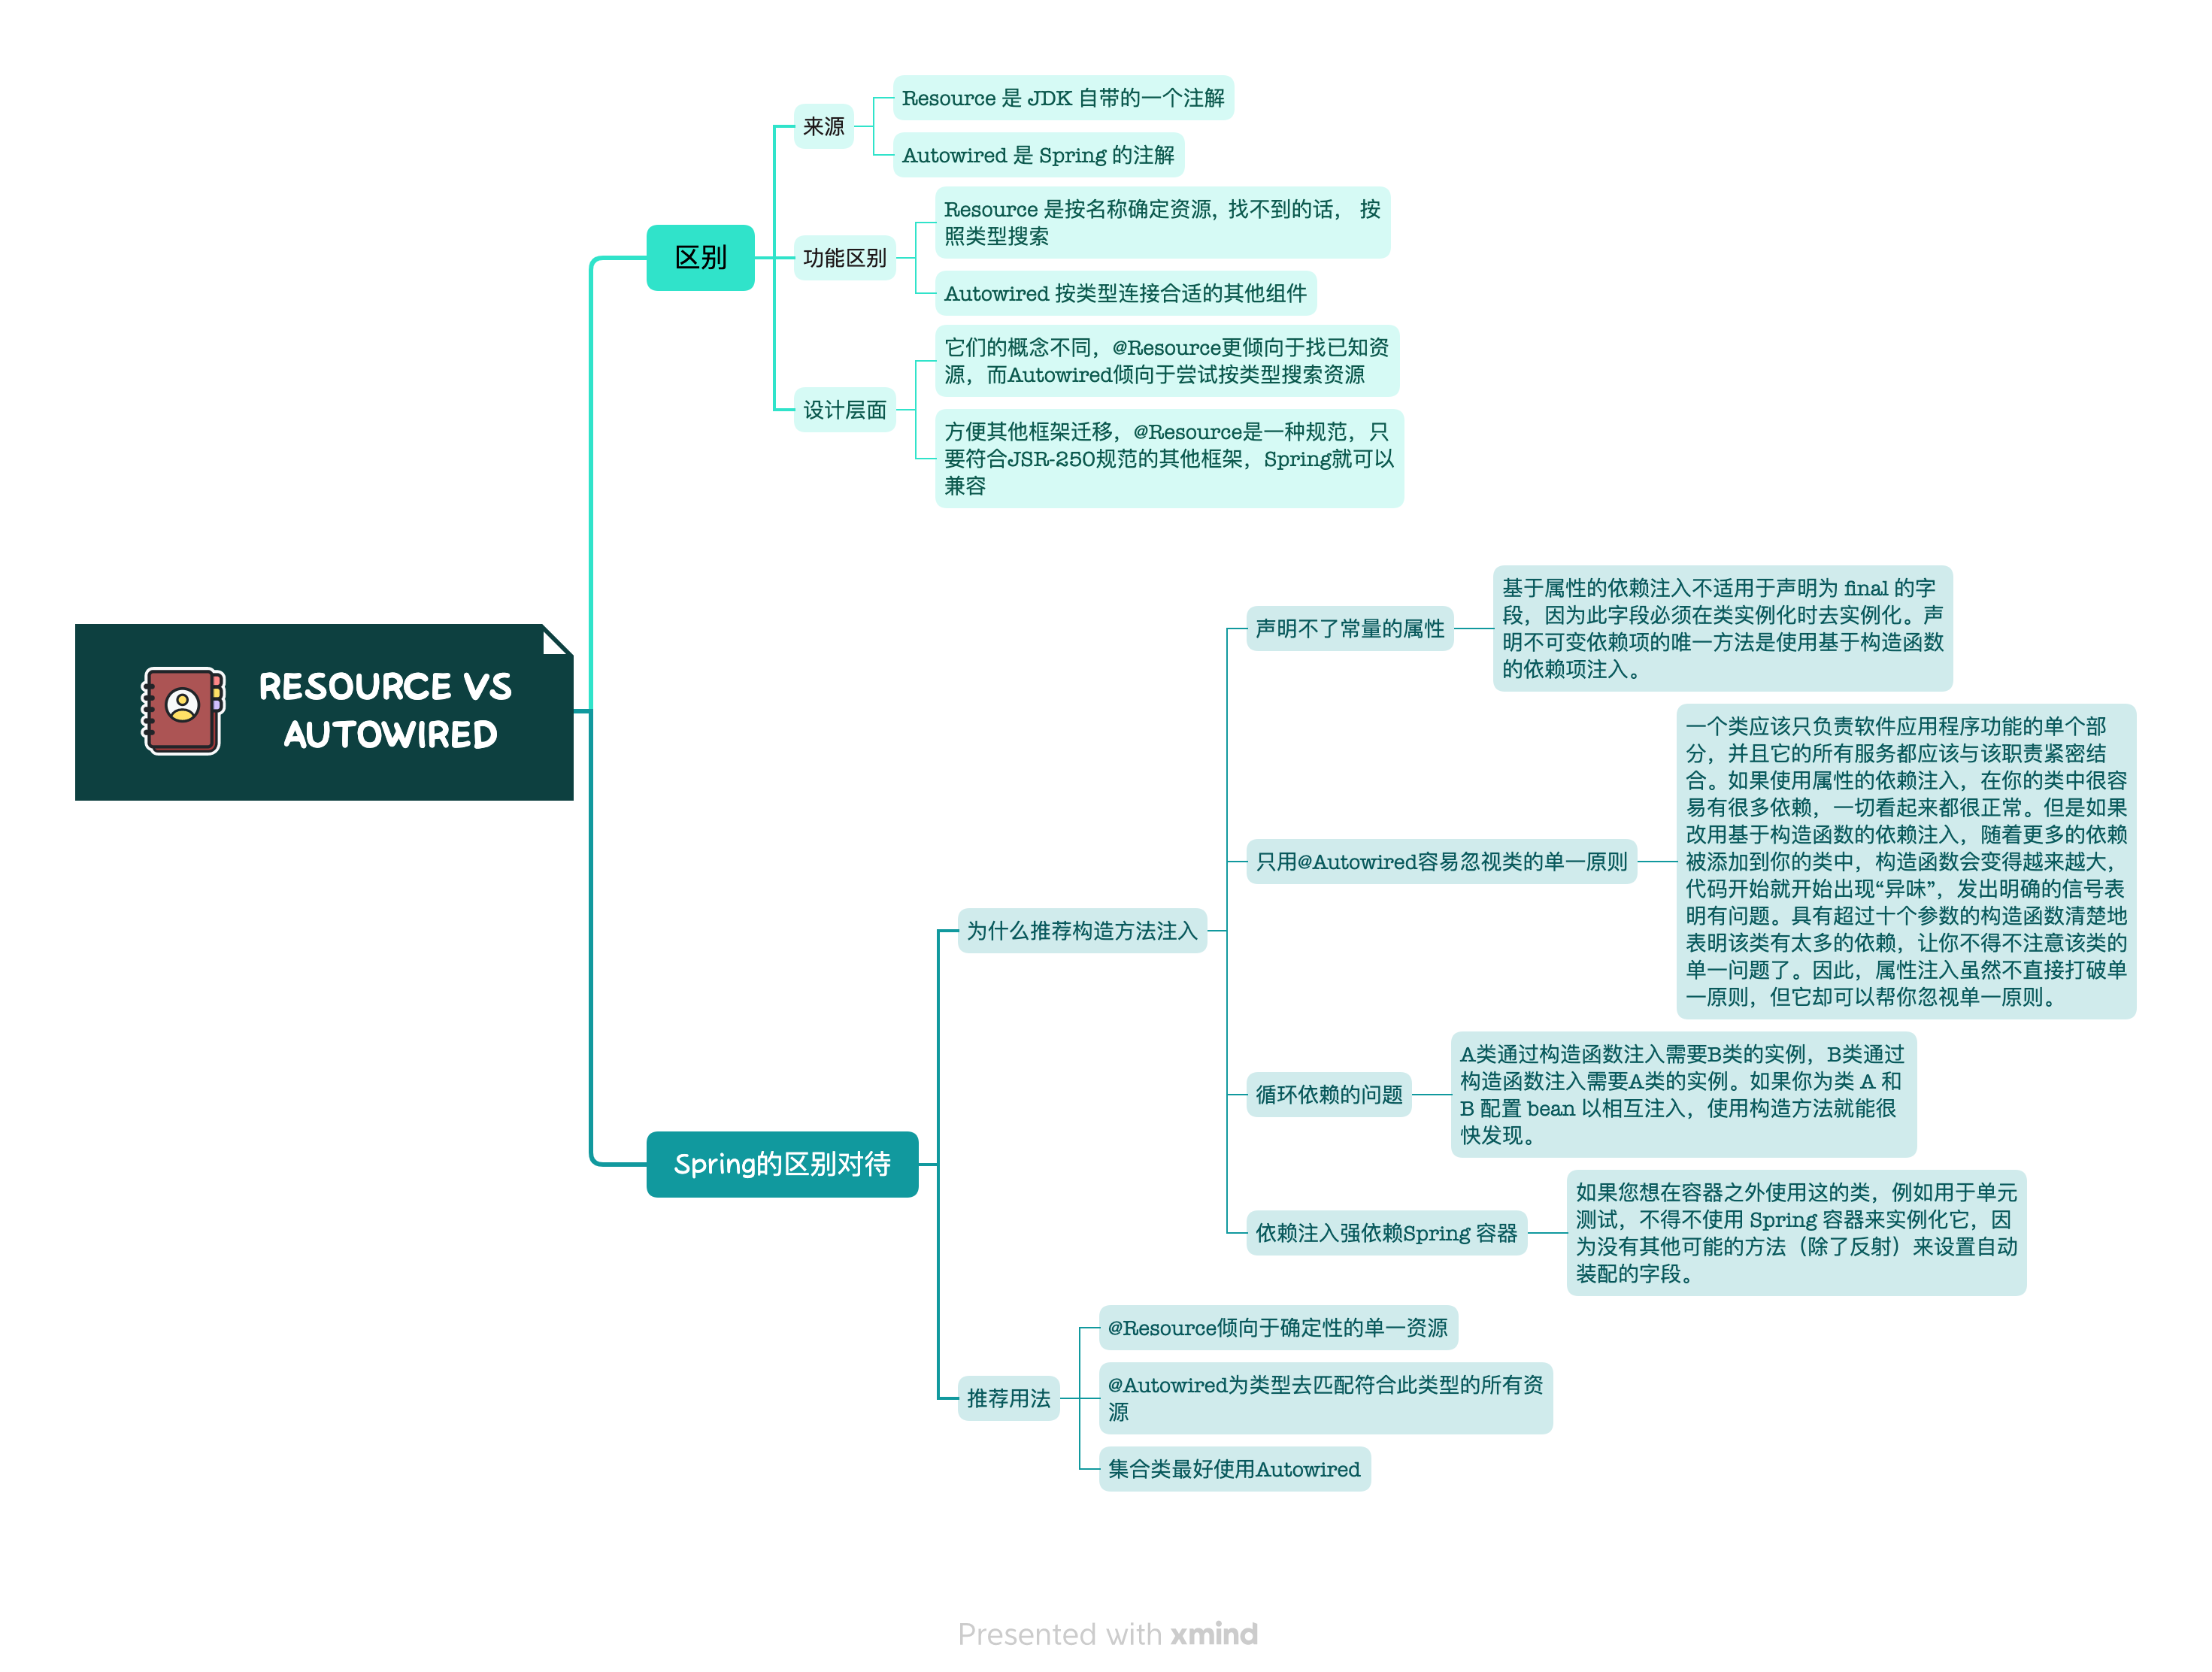 RESOURCE VS
AUTOWIRED
区别
来源
Resource 是 JDK 自带的一个注解
Autowired 是 Spring 的注解
功能区别
Resource 是按名称确定资源，找不到的话， 按
照类型搜索
Autowired 按类型连接合适的其他组件
设计层面
它们的概念不同，@Resource更倾向于找已知资
源，而Autowired倾向于尝试按类型搜索资源
方便其他框架迁移，@Resource是一种规范，只
要符合JSR-250规范的其他框架，Spring就可以
兼容
Spring的区别对待
为什么推荐构造方法注入
声明不了常量的属性
基于属性的依赖注入不适用于声明为 final 的字
段，因为此字段必须在类实例化时去实例化。声
明不可变依赖项的唯一方法是使用基于构造函数
的依赖项注入。
只用@Autowired容易忽视类的单一原则
一个类应该只负责软件应用程序功能的单个部
分，并且它的所有服务都应该与该职责紧密结
合。如果使用属性的依赖注入，在你的类中很容
易有很多依赖，一切看起来都很正常。但是如果
改用基于构造函数的依赖注入，随着更多的依赖
被添加到你的类中，构造函数会变得越来越大，
代码开始就开始出现“异味”，发出明确的信号表
明有问题。具有超过十个参数的构造函数清楚地
表明该类有太多的依赖，让你不得不注意该类的
单一问题了。因此，属性注入虽然不直接打破单
一原则，但它却可以帮你忽视单一原则。
循环依赖的问题
A类通过构造函数注入需要B类的实例，B类通过
构造函数注入需要A类的实例。如果你为类 A 和
B 配置 bean 以相互注入，使用构造方法就能很
快发现。
依赖注入强依赖Spring 容器
如果您想在容器之外使用这的类，例如用于单元
测试，不得不使用 Spring 容器来实例化它，因
为没有其他可能的方法（除了反射）来设置自动
装配的字段。
推荐用法
@Resource倾向于确定性的单一资源
@Autowired为类型去匹配符合此类型的所有资
源
集合类最好使用Autowired
Presented with xmind